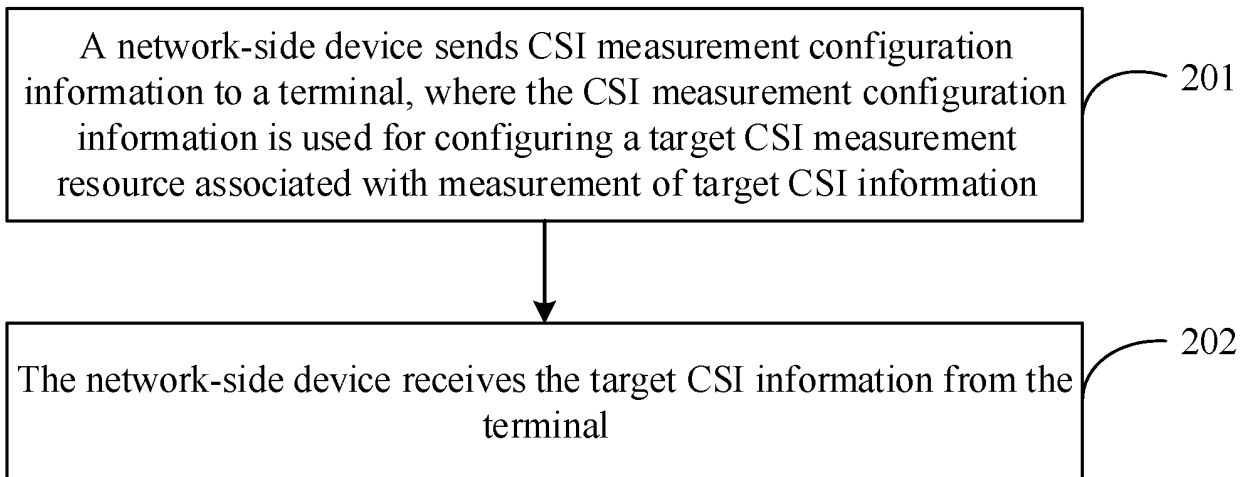 A network-side device sends CSI measurement configuration
information to a terminal, where the CSI measurement configuration
information is used for configuring a target CSI measurement
resource associated with measurement of target CSI information
201
The network-side device receives the target CSI information from the
terminal
202